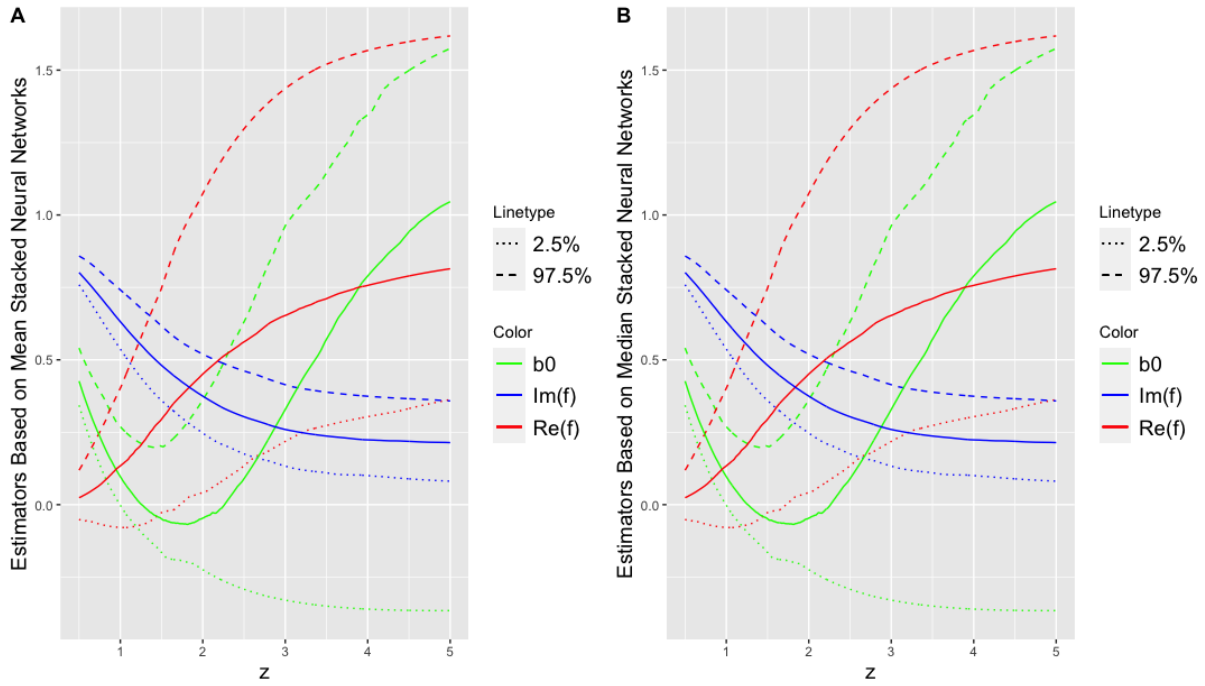 A
Estimators Based on Mean Stacked Neural Networks
1.5
1.0
0.5
0.0
1 2 3 4 5
z
Linetype
2.5%
97.5%
Color
b0
Im(f)
Re(f)
B
Estimators Based on Median Stacked Neural Networks
1.5
1.0
0.5
0.0
1 2 3 4 5
z
Linetype
2.5%
97.5%
Color
b0
Im(f)
Re(f)